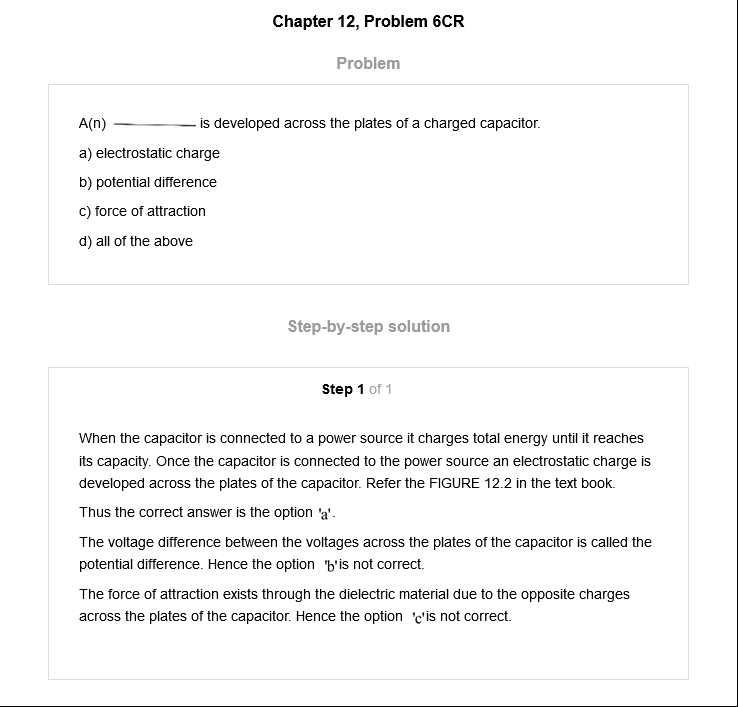 Chapter 12, Problem 6CR
Problem
A(n) ________ is developed across the plates of a charged capacitor.
a) electrostatic charge
b) potential difference
c) force of attraction
d) all of the above
Step-by-step solution
Step 1 of 1
When the capacitor is connected to a power source it charges total energy until it reaches
its capacity. Once the capacitor is connected to the power source an electrostatic charge is
developed across the plates of the capacitor. Refer the FIGURE 12.2 in the text book.
Thus the correct answer is the option 'a'.
The voltage difference between the voltages across the plates of the capacitor is called the
potential difference. Hence the option 'b' is not correct.
The force of attraction exists through the dielectric material due to the opposite charges
across the plates of the capacitor. Hence the option 'c' is not correct.